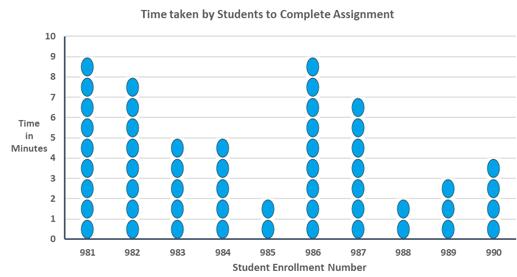 Time taken by Students to Complete Assignment
10
9
8
7
6
5
4
3
2
1
0
Time
in
Minutes
981 982 983 984 985 986 987 988 989 990
Student Enrollment Number